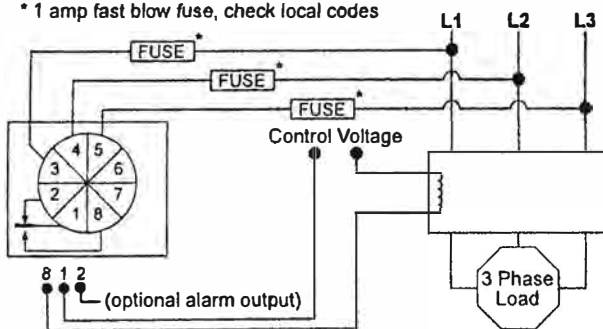 * 1 amp fast blow fuse, check local codes
L1 L2 L3
FUSE *
FUSE *
FUSE *
Control Voltage
4 5
3 6
2 7
1 8
8 1 2
(optional alarm output)
3 Phase
Load